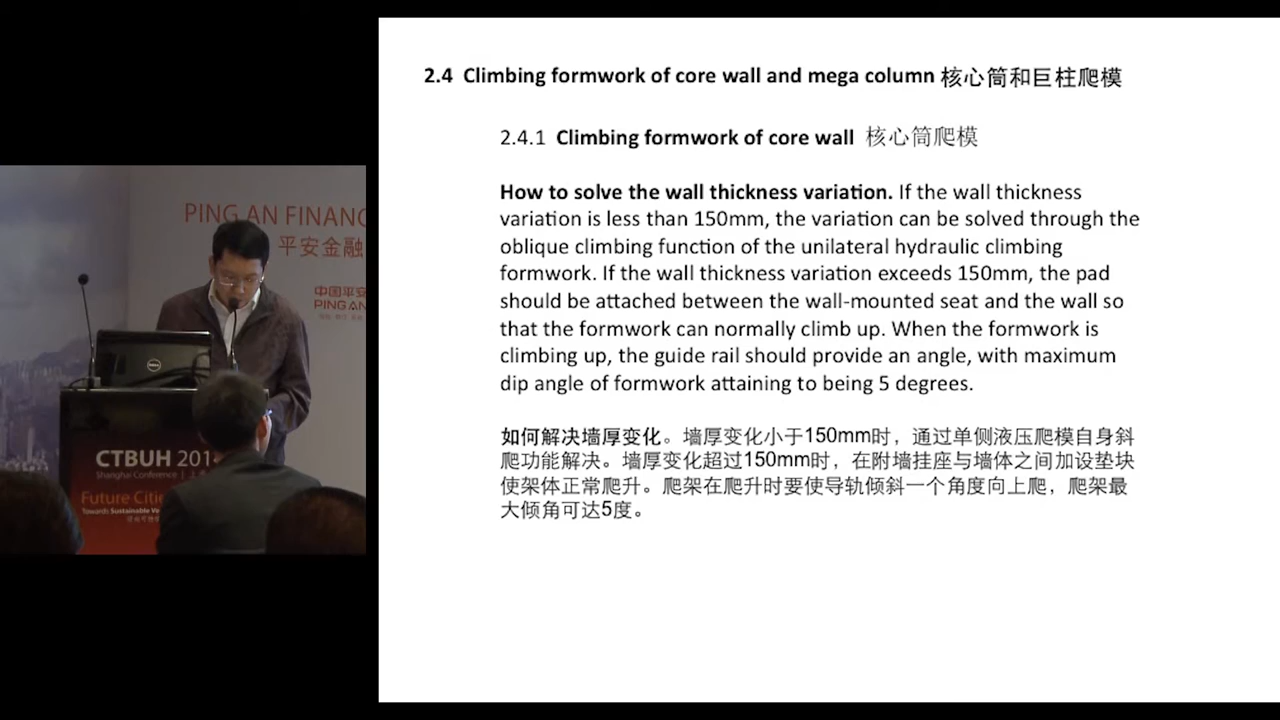 2.4 Climbing formwork of core wall and mega column 核心筒和巨柱爬模
2.4.1 Climbing formwork of core wall 核心筒爬模
How to solve the wall thickness variation. If the wall thickness
variation is less than 150mm, the variation can be solved through the
oblique climbing function of the unilateral hydraulic climbing
formwork. If the wall thickness variation exceeds 150mm, the pad
should be attached between the wall-mounted seat and the wall so
that the formwork can normally climb up. When the formwork is
climbing up, the guide rail should provide an angle, with maximum
dip angle of formwork attaining to being 5 degrees.
如何解决墙厚变化。墙厚变化小于150mm时，通过单侧液压爬模自身斜
爬功能解决。墙厚变化超过150mm时，在附墙挂座与墙体之间加设垫块
使架体正常爬升。爬架在爬升时要使导轨倾斜一个角度向上爬，爬架最
大倾角可达5度。
PING AN FINANC
平安金融
中国平安
PING AN
DELL
CTBUH 201
Shanghai Conference
Future Citie
Towards Sustainable Ve